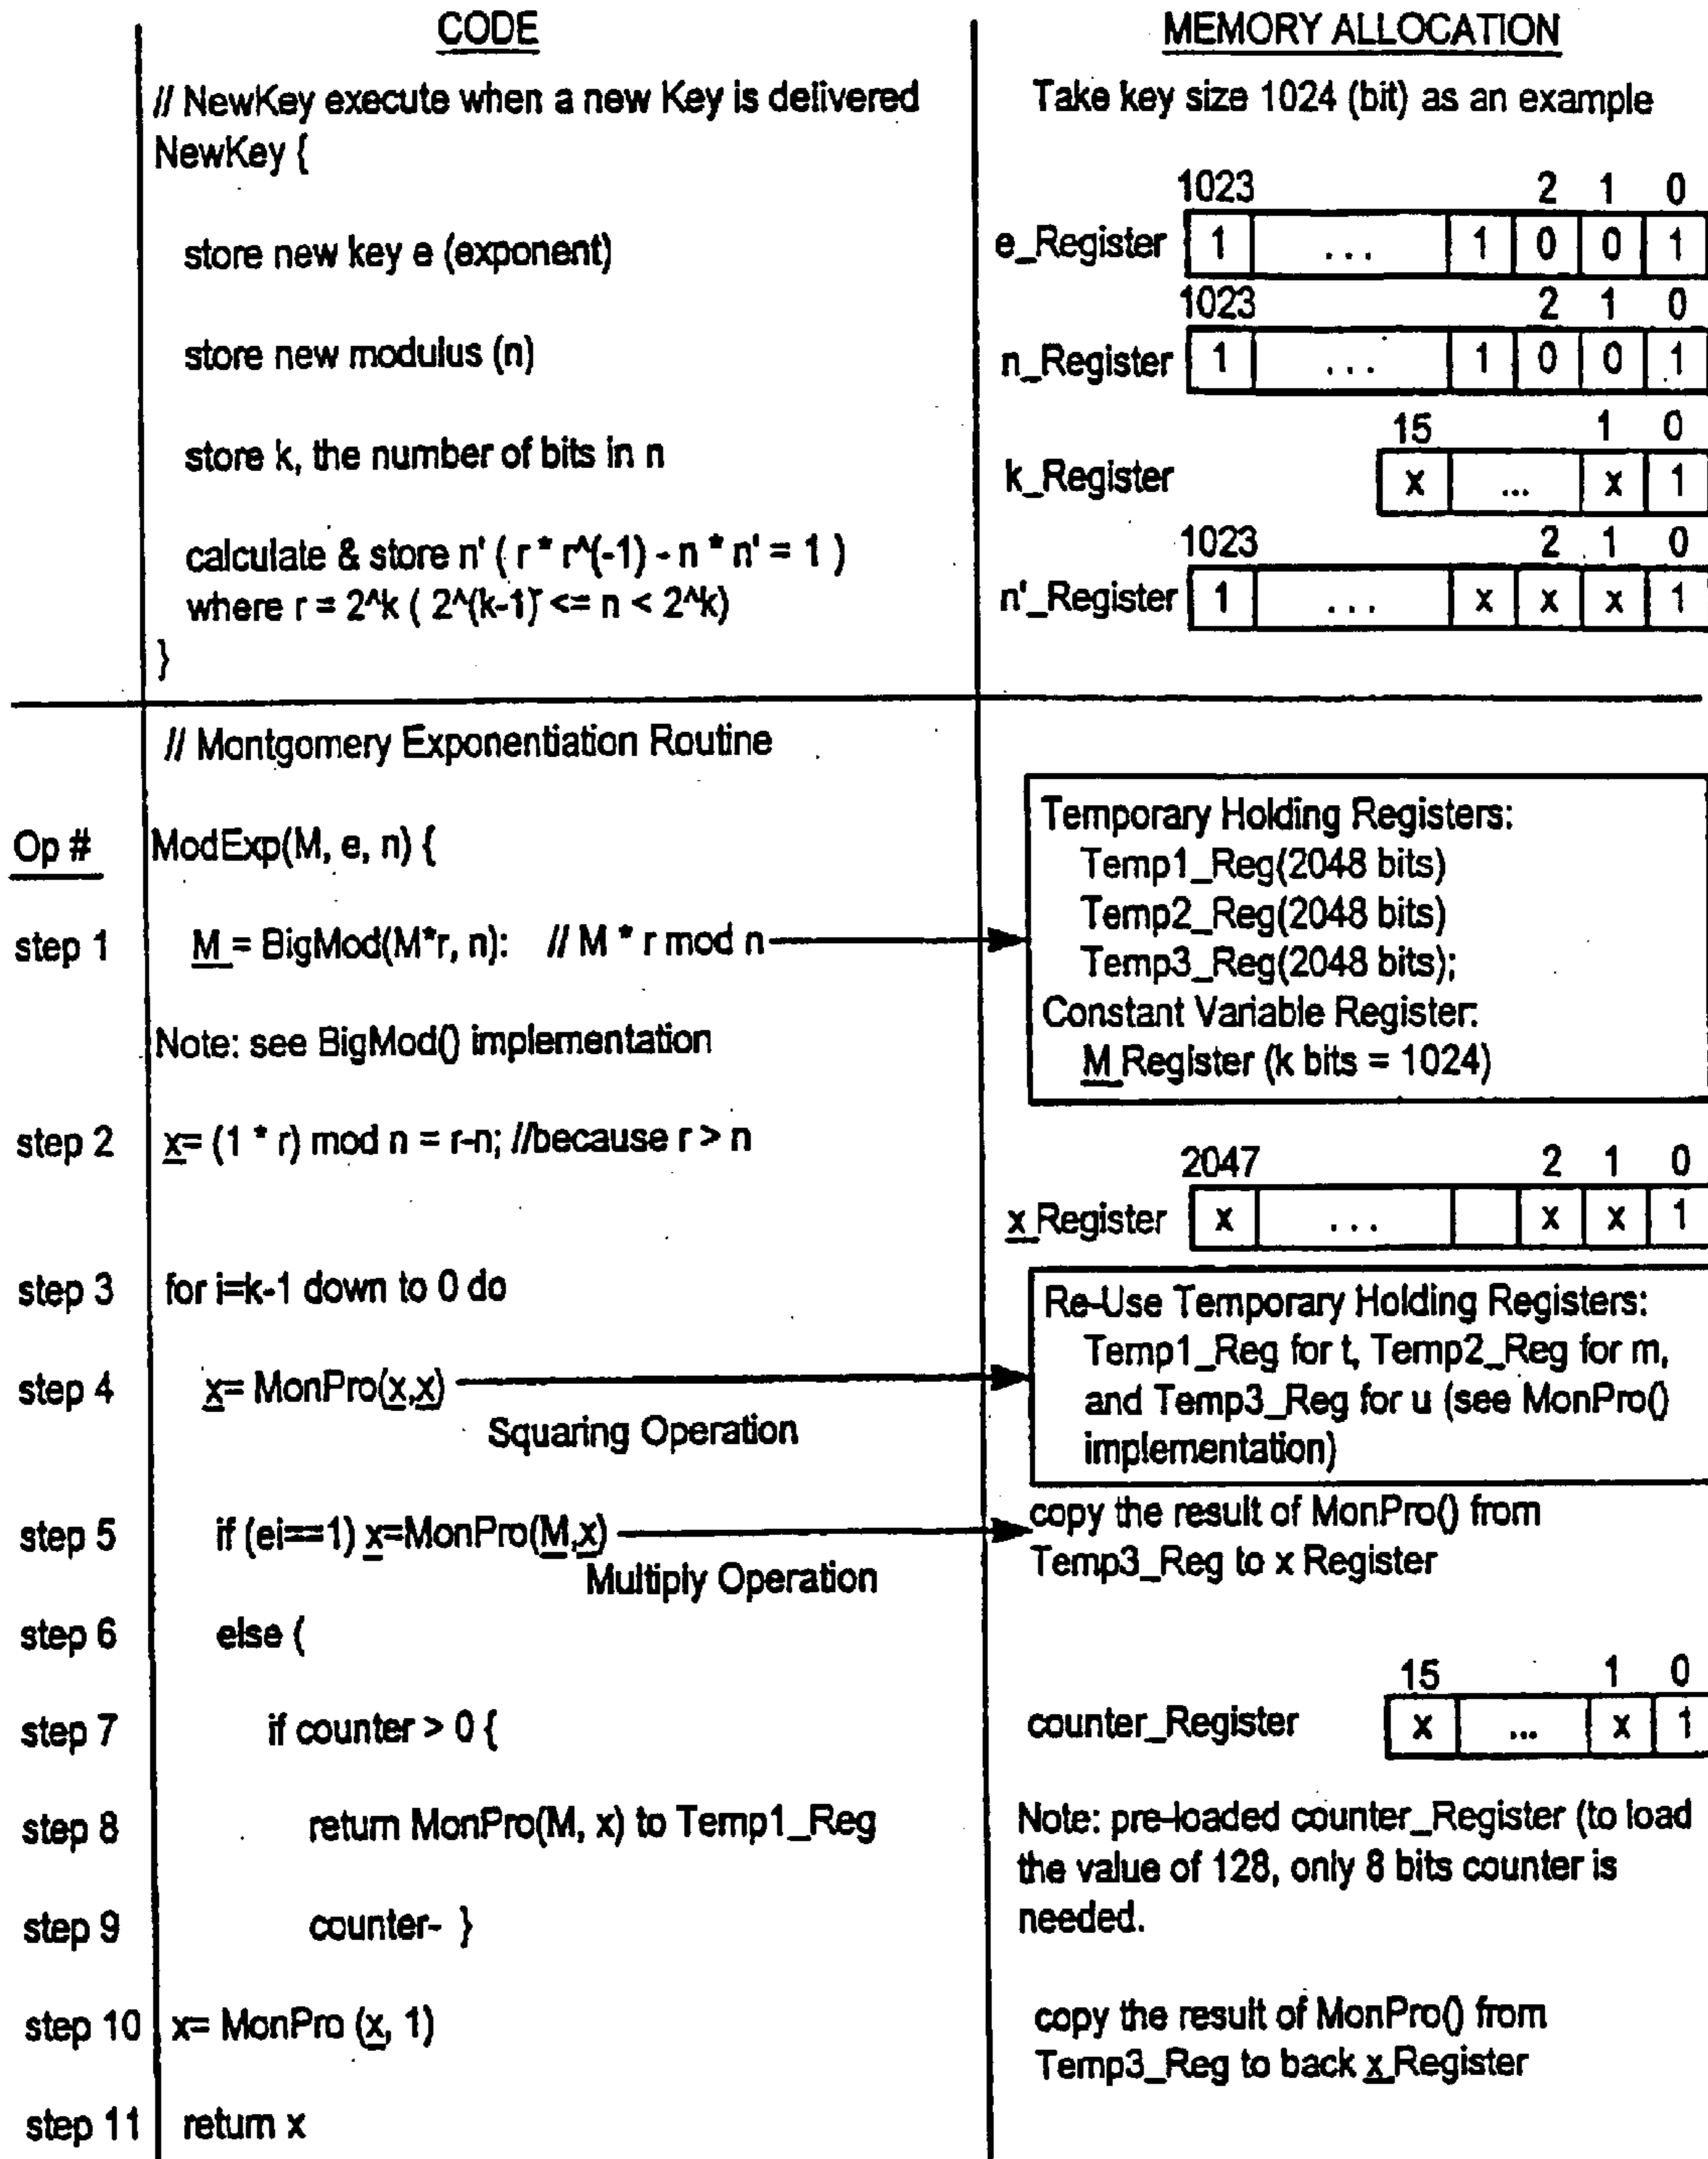 CODE
MEMORY ALLOCATION
// NewKey execute when a new Key is delivered
NewKey {
Take key size 1024 (bit) as an example
store new key e (exponent)
1023 2 1 0
e_Register 1 ... 1 0 0 1
store new modulus (n)
1023 2 1 0
n_Register 1 ... 1 0 0 1
store k, the number of bits in n
15 1 0
k_Register x ... x 1
calculate & store n' ( r * r^(-1) - n * n' = 1 )
where r = 2^k ( 2^(k-1) <= n < 2^k)
}
1023 2 1 0
n'_Register 1 ... x x x 1
// Montgomery Exponentiation Routine
Op # ModExp(M, e, n) {
step 1 M = BigMod(M*r, n): // M * r mod n
Note: see BigMod() implementation
Temporary Holding Registers:
Temp1_Reg(2048 bits)
Temp2_Reg(2048 bits)
Temp3_Reg(2048 bits);
Constant Variable Register:
M Register (k bits = 1024)
step 2 x= (1 * r) mod n = r-n; //because r > n
2047 2 1 0
x Register x ... x x 1
step 3 for i=k-1 down to 0 do
step 4 x= MonPro(x,x)
Squaring Operation
Re-Use Temporary Holding Registers:
Temp1_Reg for t, Temp2_Reg for m,
and Temp3_Reg for u (see MonPro()
implementation)
step 5 if (ei==1) x=MonPro(M,x)
Multiply Operation
copy the result of MonPro() from
Temp3_Reg to x Register
step 6 else (
step 7 if counter > 0 {
15 1 0
counter_Register x ... x 1
step 8 return MonPro(M, x) to Temp1_Reg
step 9 counter- }
Note: pre-loaded counter_Register (to load
the value of 128, only 8 bits counter is
needed.
step 10 x= MonPro (x, 1)
copy the result of MonPro() from
Temp3_Reg to back x Register
step 11 return x